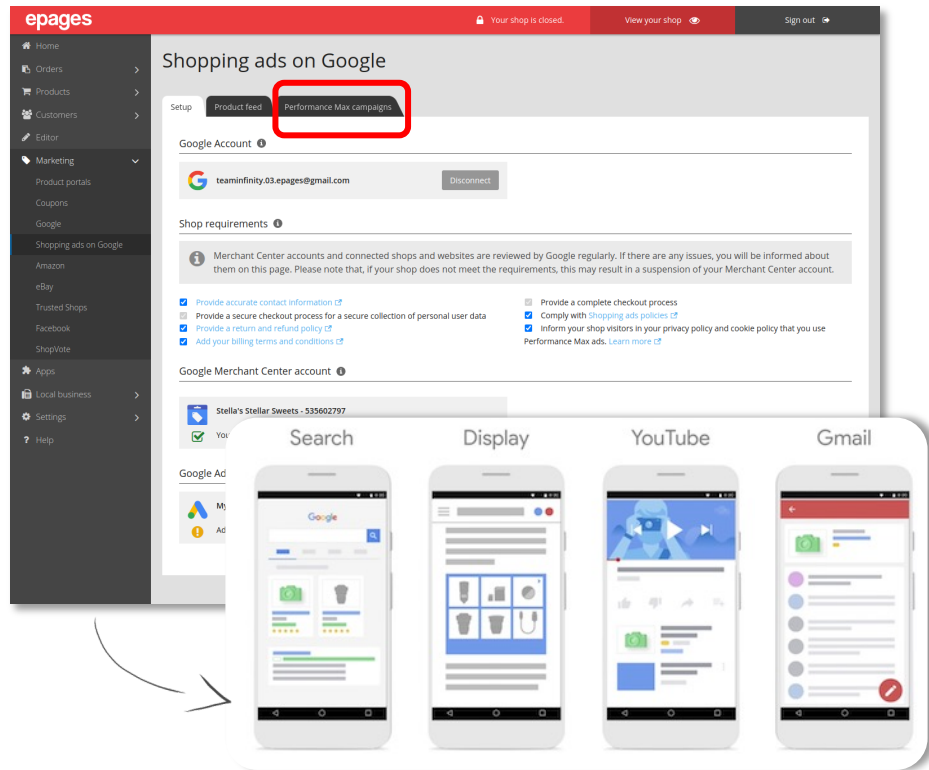 epages
Your shop is closed.
View your shop
Sign out
Home
Orders
Products
Customers
Editor
Marketing
Product portals
Coupons
Google
Shopping ads on Google
Amazon
eBay
Trusted Shops
Facebook
ShopVote
Apps
Local business
Settings
? Help
Shopping ads on Google
Setup
Product feed
Performance Max campaigns
Google Account
teaminfinity.03.epages@gmail.com
Disconnect
Shop requirements
Merchant Center accounts and connected shops and websites are reviewed by Google regularly. If there are any issues, you will be informed about
them on this page. Please note that, if your shop does not meet the requirements, this may result in a suspension of your Merchant Center account.
Provide accurate contact information
Provide a secure checkout process for a secure collection of personal user data
Provide a return and refund policy
Add your billing terms and conditions
Provide a complete checkout process
Comply with Shopping ads policies
Inform your shop visitors in your privacy policy and cookie policy that you use
Performance Max ads. Learn more
Google Merchant Center account
Stella's Stellar Sweets - 535602797
You
Google Ad
My
Ad
Search
Display
YouTube
Gmail
Google